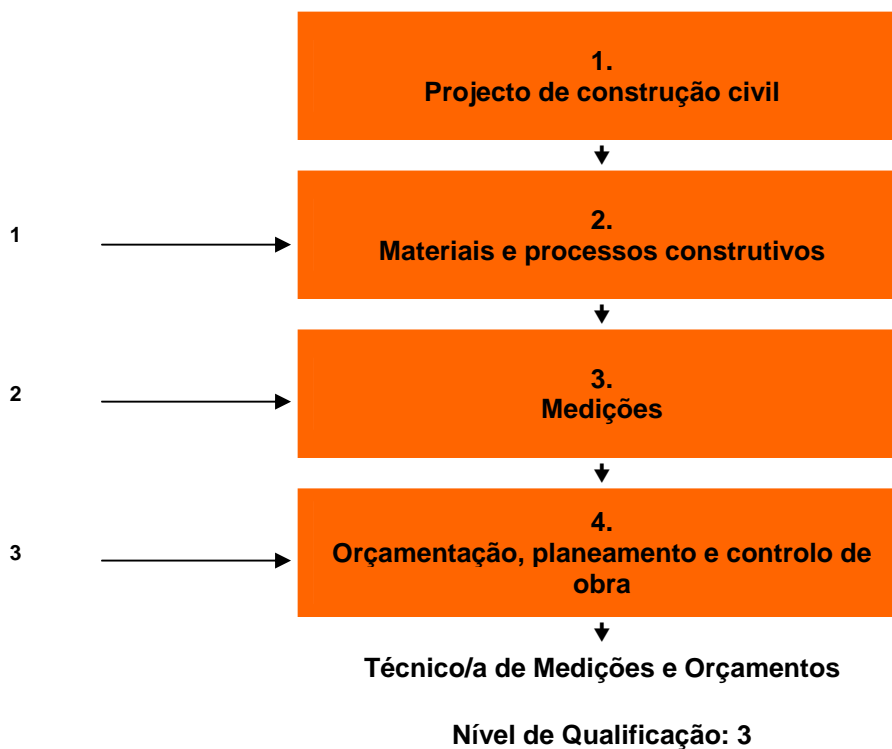 1.
Projecto de construção civil
1
2.
Materiais e processos construtivos
2
3.
Medições
3
4.
Orçamentação, planeamento e controlo de
obra
Técnico/a de Medições e Orçamentos
Nível de Qualificação: 3